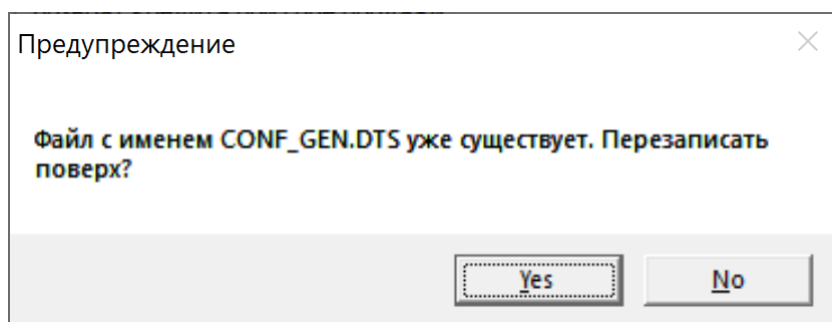 Предупреждение
Файл с именем CONF_GEN.DTS уже существует. Перезаписать
поверх?
Yes
No